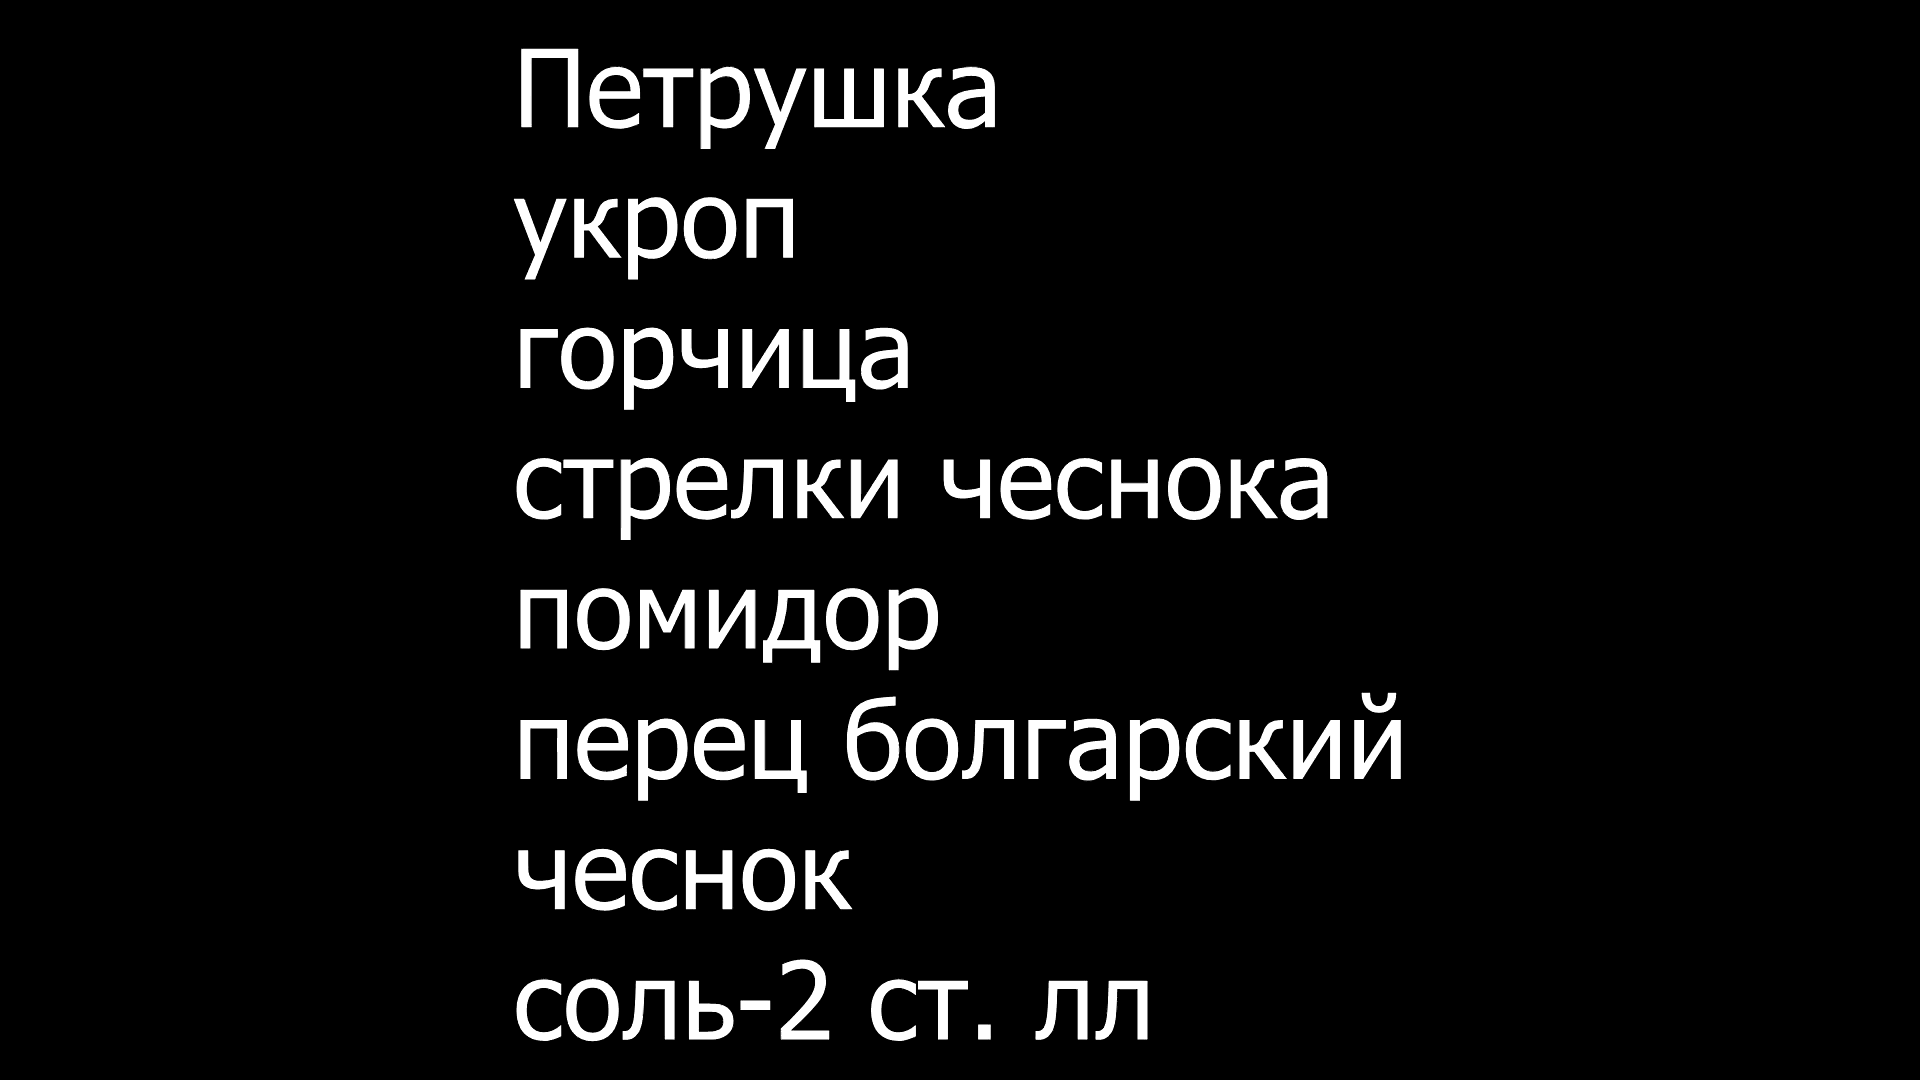 Петрушка
укроп
горчица
стрелки чеснока
помидор
перец болгарский
чеснок
соль-2 ст. лл